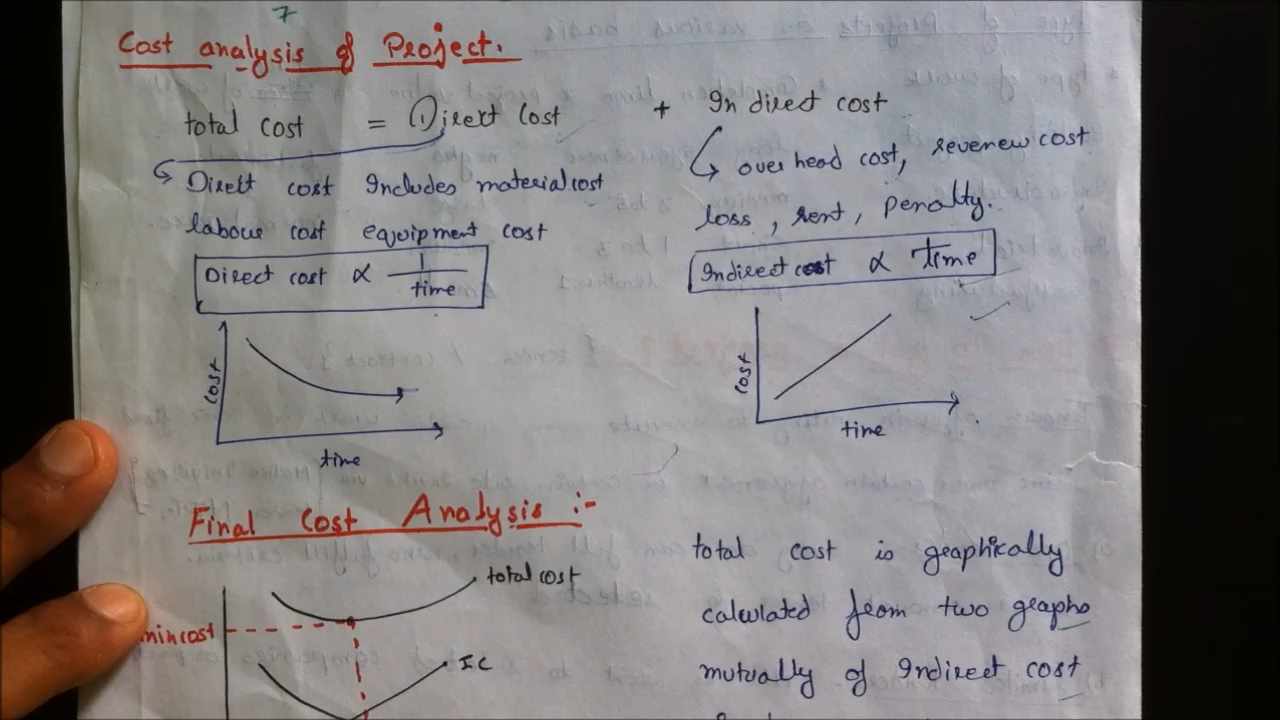 7
Cost analysis of Project.
total cost = Direct Cost + In direct cost
Direct cost Includes material cost
labour cost equipment cost
over head cost, revenew cost
loss, rent, penalty.
Direct cost ∝ 1/time
Indirect cost ∝ time
cost
time
cost
time
Final Cost Analysis :-
total cost
min cost
IC
total cost is graphically
calculated from two graphs
mutually of Indirect cost